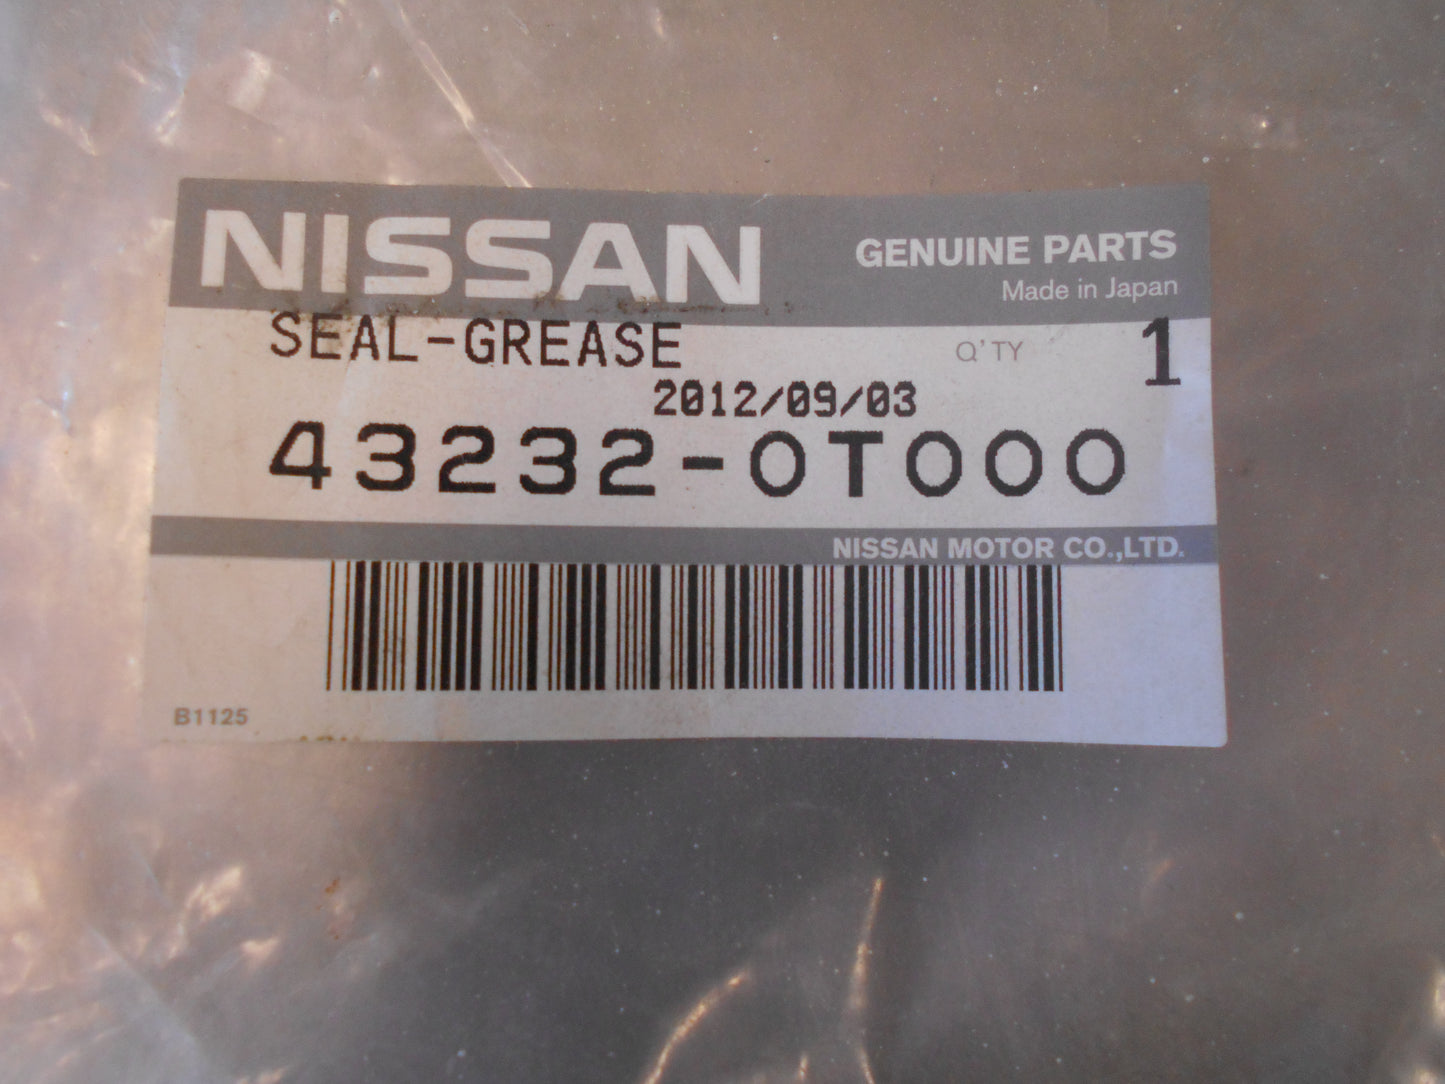 NISSAN
GENUINE PARTS
Made in Japan
SEAL-GREASE
Q'TY 1
2012/09/03
43232-0T000
NISSAN MOTOR CO.,LTD.
B1125